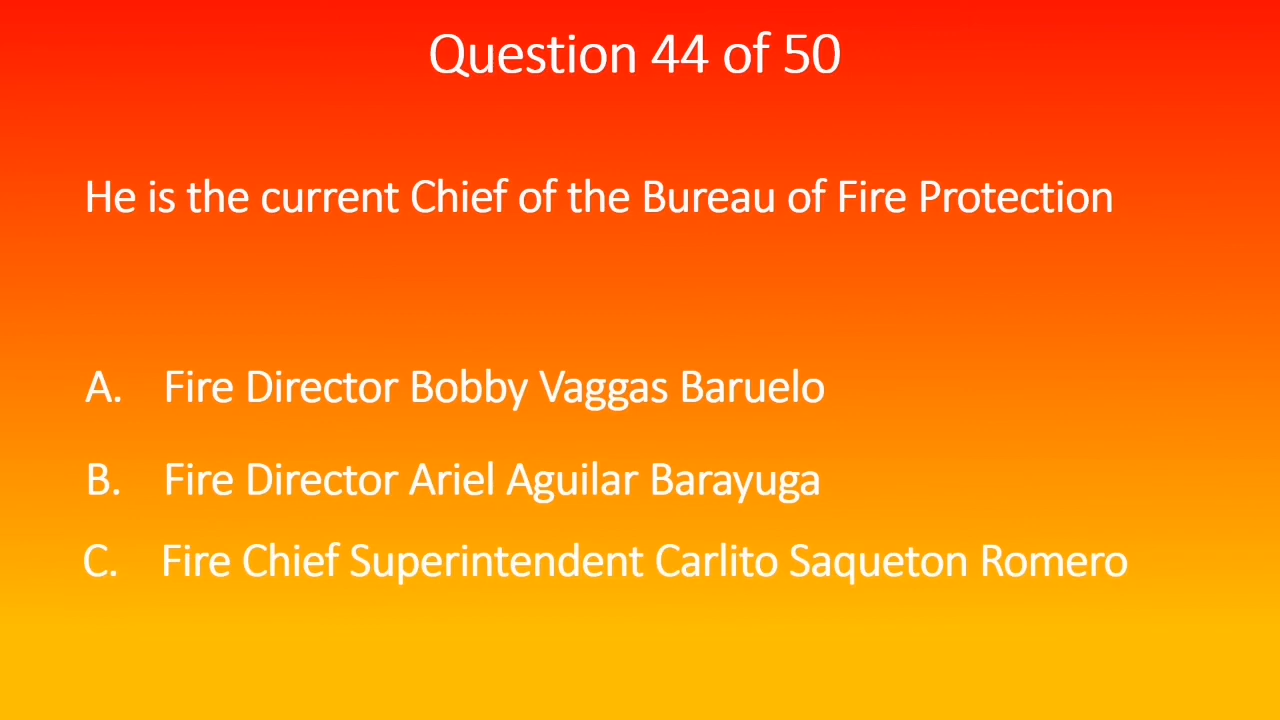 Question 44 of 50
He is the current Chief of the Bureau of Fire Protection
A. Fire Director Bobby Vaggas Baruelo
B. Fire Director Ariel Aguilar Barayuga
C. Fire Chief Superintendent Carlito Saqueton Romero